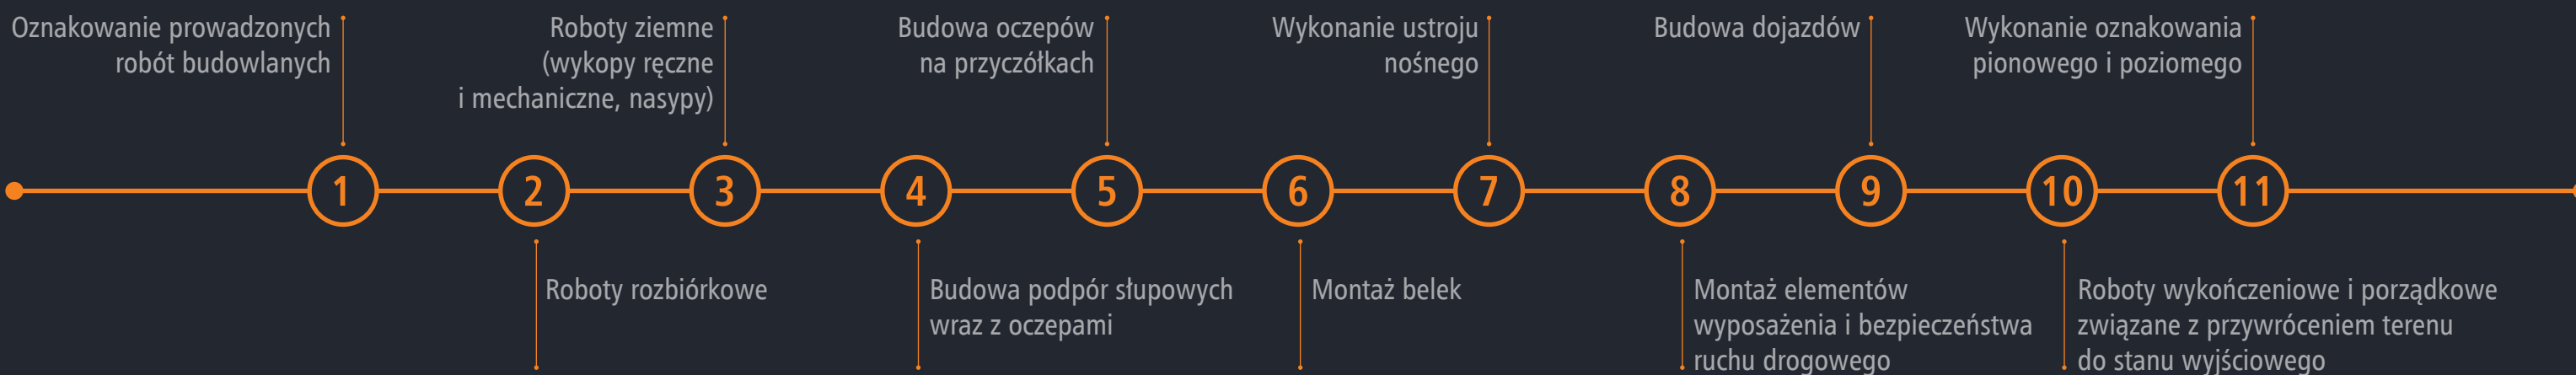 Oznakowanie prowadzonych
robót budowlanych
Roboty ziemne
(wykopy ręczne
i mechaniczne, nasypy)
Budowa oczepów
na przyczółkach
Wykonanie ustroju
nośnego
Budowa dojazdów
Wykonanie oznakowania
pionowego i poziomego
1 2 3 4 5 6 7 8 9 10 11
Roboty rozbiórkowe
Budowa podpór słupowych
wraz z oczepami
Montaż belek
Montaż elementów
wyposażenia i bezpieczeństwa
ruchu drogowego
Roboty wykończeniowe i porządkowe
związane z przywróceniem terenu
do stanu wyjściowego